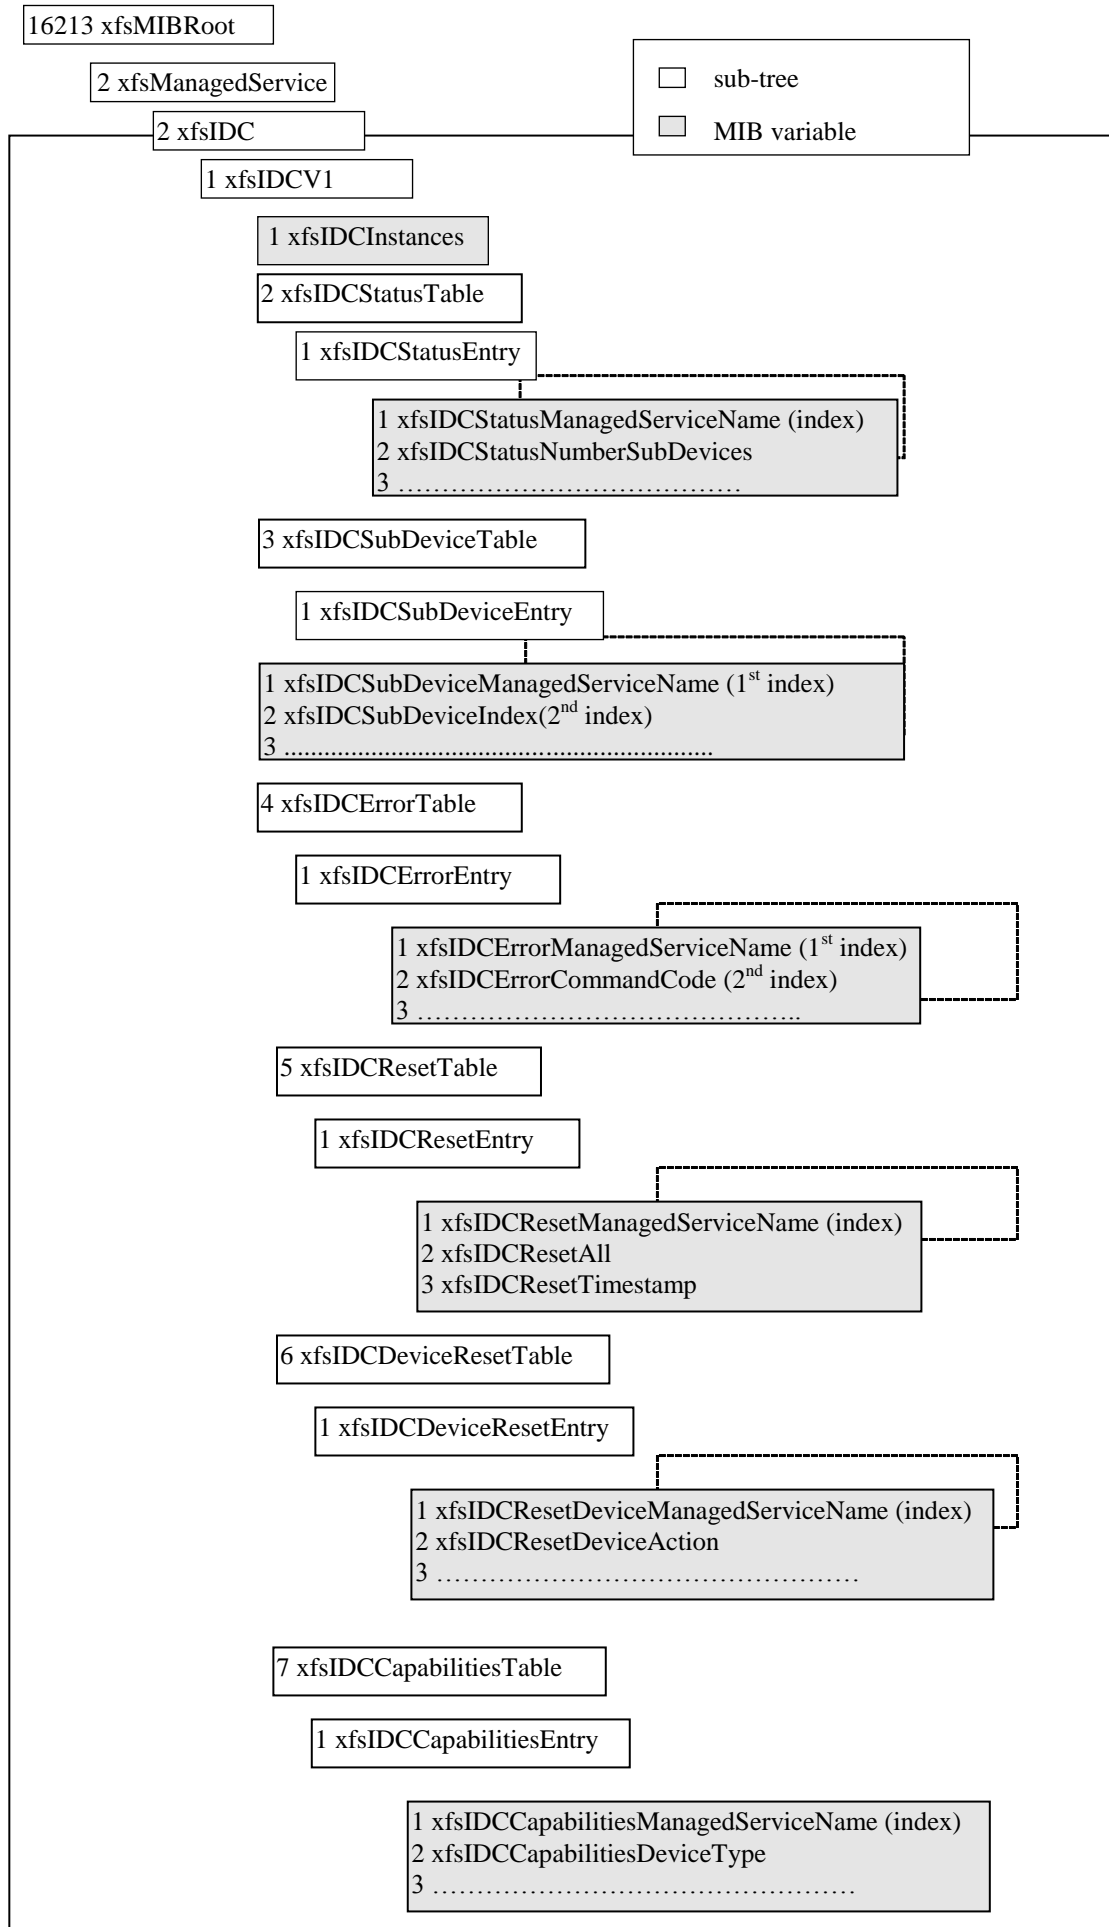 16213 xfsMIBRoot
sub-tree
2 xfsManagedService
MIB variable
2 xfsIDC
1 xfsIDCV1
1 xfsIDCInstances
2 xfsIDCStatusTable
1 xfsIDCStatusEntry
1 xfsIDCStatusManagedServiceName (index)
2 xfsIDCStatusNumberSubDevices
3 …………………………………
3 xfsIDCSubDeviceTable
1 xfsIDCSubDeviceEntry
1 xfsIDCSubDeviceManagedServiceName (1st index)
2 xfsIDCSubDeviceIndex(2nd index)
3 ..........................................................
4 xfsIDCErrorTable
1 xfsIDCErrorEntry
1 xfsIDCErrorManagedServiceName (1st index)
2 xfsIDCErrorCommandCode (2nd index)
3 ……………………………………..
5 xfsIDCResetTable
1 xfsIDCResetEntry
1 xfsIDCResetManagedServiceName (index)
2 xfsIDCResetAll
3 xfsIDCResetTimestamp
6 xfsIDCDeviceResetTable
1 xfsIDCDeviceResetEntry
1 xfsIDCResetDeviceManagedServiceName (index)
2 xfsIDCResetDeviceAction
3 …………………………………………
7 xfsIDCCapabilitiesTable
1 xfsIDCCapabilitiesEntry
1 xfsIDCCapabilitiesManagedServiceName (index)
2 xfsIDCCapabilitiesDeviceType
3 …………………………………………